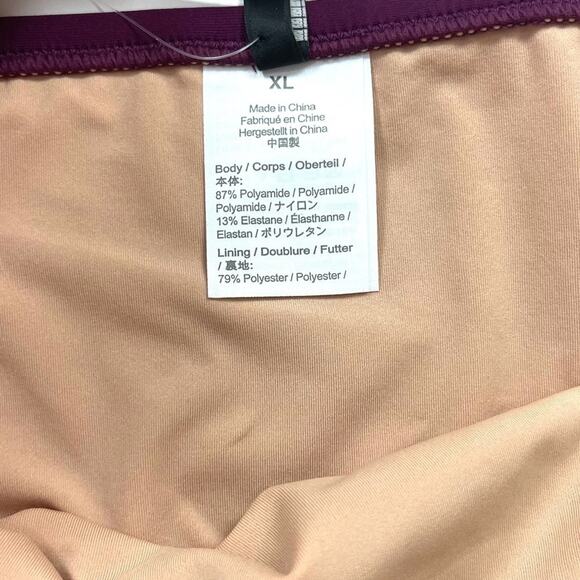 XL
Made in China
Fabriqué en Chine
Hergestellt in China
中国製
Body / Corps / Oberteil /
本体:
87% Polyamide / Polyamide /
Polyamide / ナイロン
13% Elastane / Élasthanne /
Elastan / ポリウレタン
Lining / Doublure / Futter
/ 裏地:
79% Polyester / Polyester /